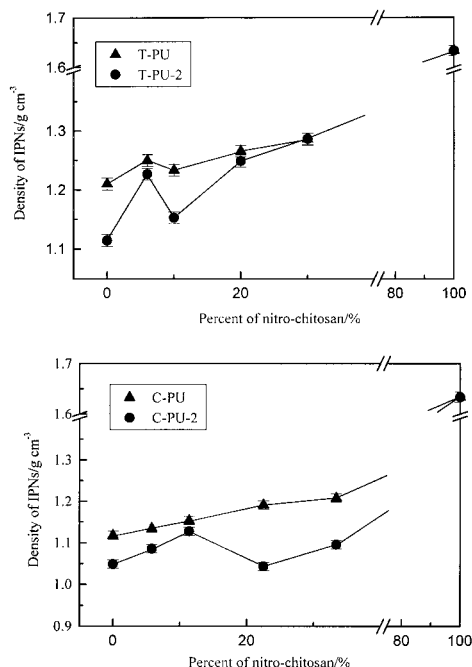 1.7
1.6
T-PU
T-PU-2
1.3
1.2
1.1
Density of IPNs/g cm-3
0 20 80 100
Percent of nitro-chitosan/%
1.7
1.6
C-PU
C-PU-2
1.3
1.2
1.1
1.0
0.9
Density of IPNs/g cm-3
0 20 80 100
Percent of nitro-chitosan/%